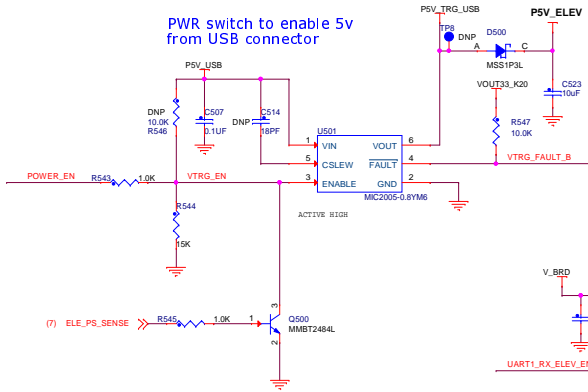 PWR switch to enable 5v
from USB connector
P5V_TRG_USB
P5V_ELEV
TP8
DNP
D500
A
C
MSS1P3L
P5V_USB
VOUT33_K20
C523
10uF
DNP
10.0K
R546
C507
0.1UF
C514
DNP
18PF
R547
10.0K
U501
1
VIN
VOUT
6
5
CSLEW
FAULT
4
VTRG_FAULT_B
3
ENABLE
GND
2
MIC2005-0.8YM6
POWER_EN
R543
1.0K
VTRG_EN
R544
15K
ACTIVE HIGH
V_BRD
(7)
ELE_PS_SENSE
R545
1.0K
1
3
Q500
MMBT2484L
2
UART1_RX_ELEV_EN